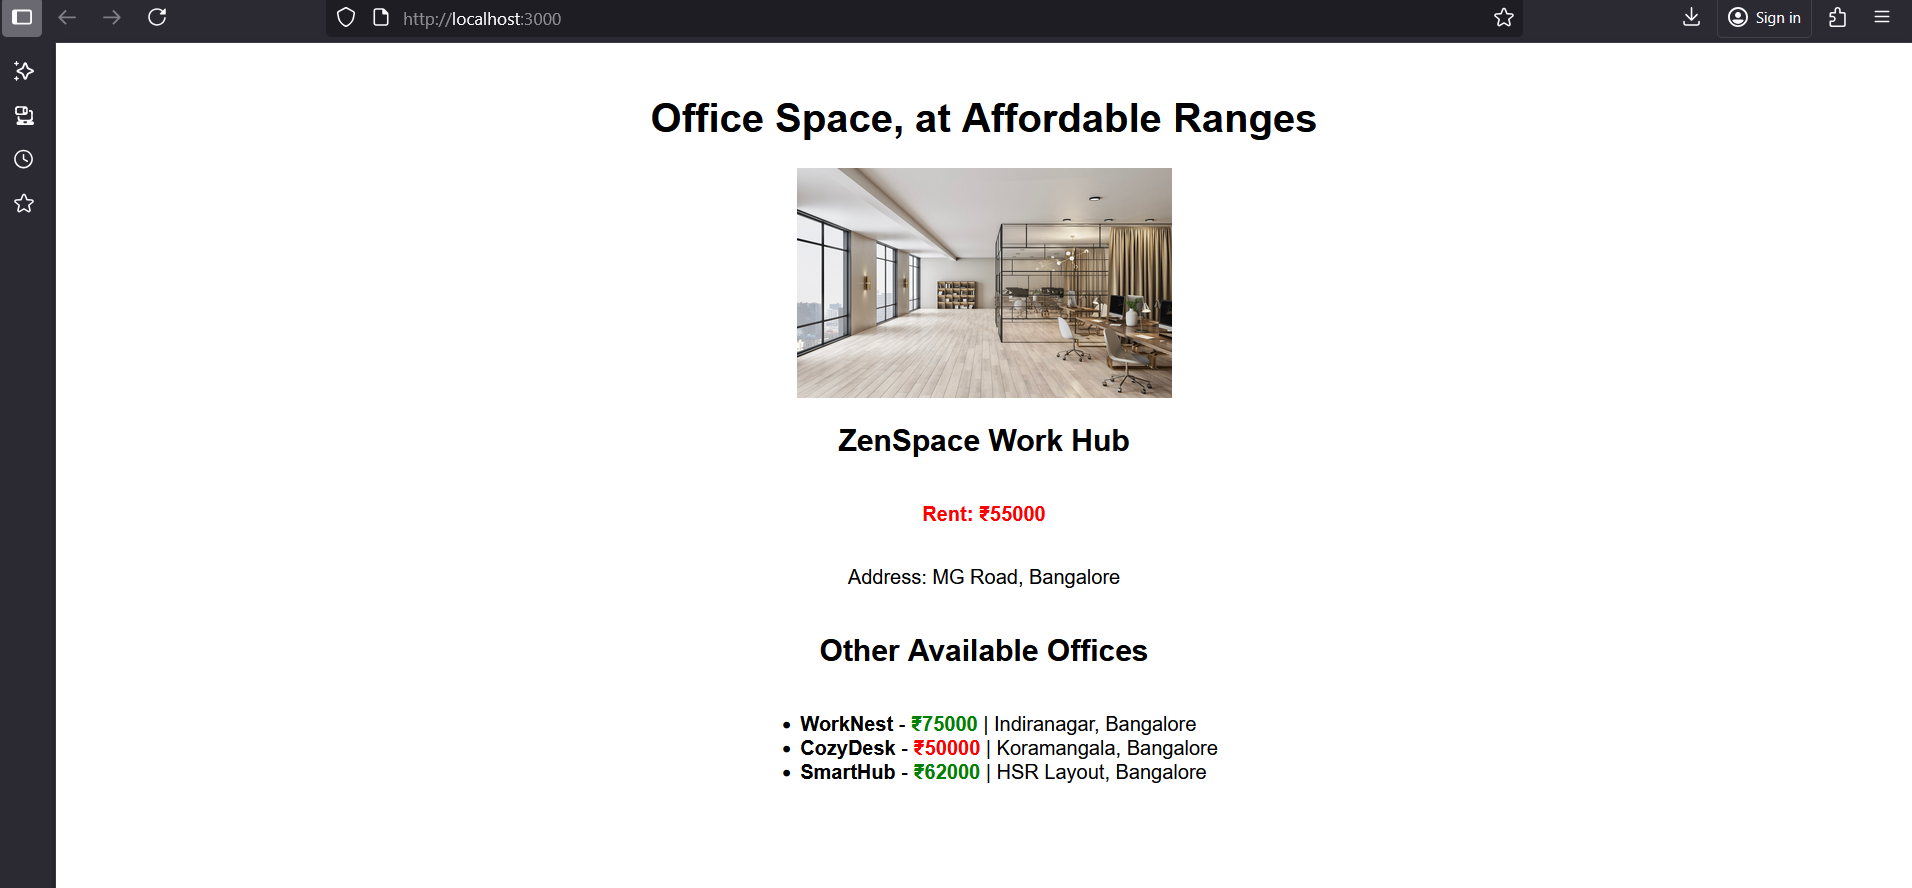 http://localhost:3000
Sign in
Office Space, at Affordable Ranges
ZenSpace Work Hub
Rent: ₹55000
Address: MG Road, Bangalore
Other Available Offices
• WorkNest - ₹75000 | Indiranagar, Bangalore
• CozyDesk - ₹50000 | Koramangala, Bangalore
• SmartHub - ₹62000 | HSR Layout, Bangalore